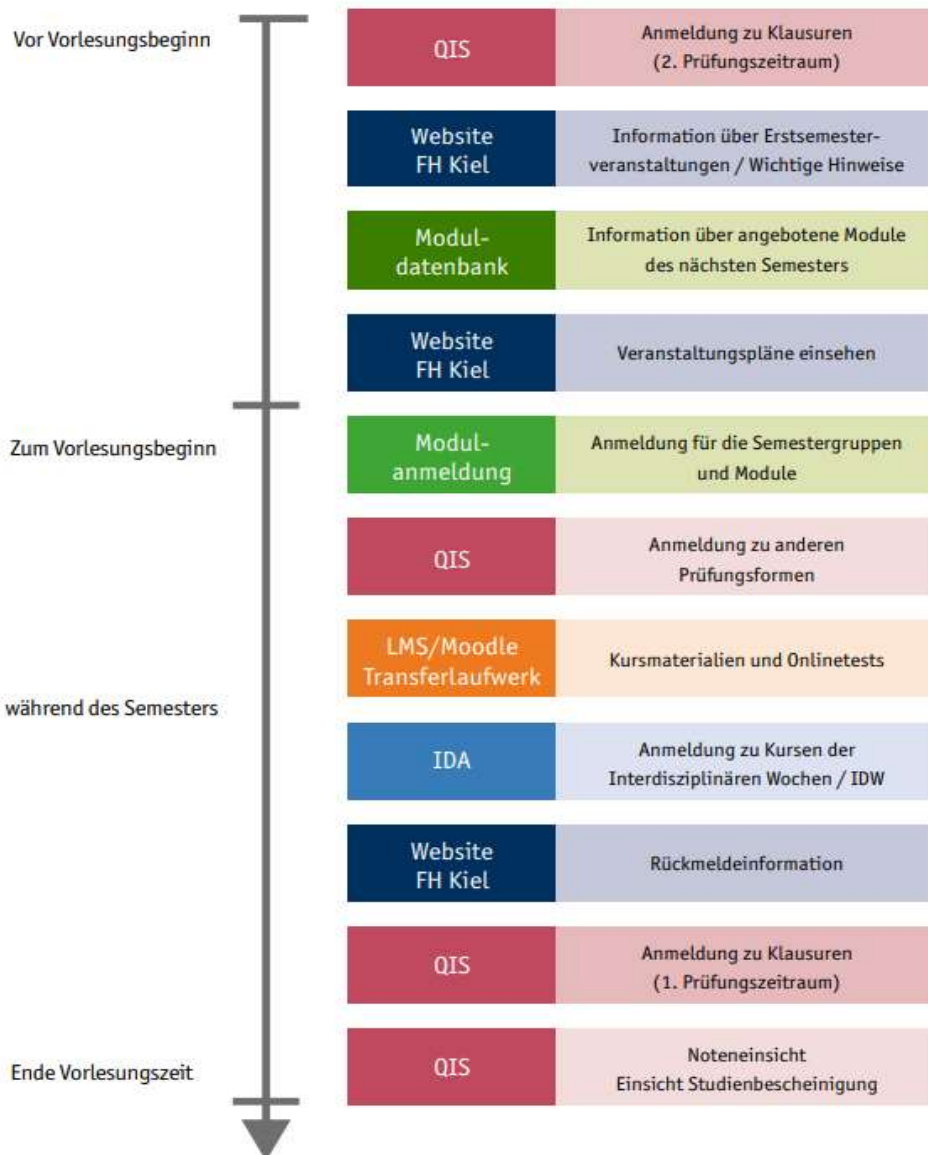 Vor Vorlesungsbeginn
QIS
Anmeldung zu Klausuren
(2. Prüfungszeitraum)
Website
FH Kiel
Information über Erstsemester-
veranstaltungen / Wichtige Hinweise
Modul-
datenbank
Information über angebotene Module
des nächsten Semesters
Website
FH Kiel
Veranstaltungspläne einsehen
Zum Vorlesungsbeginn
Modul-
anmeldung
Anmeldung für die Semestergruppen
und Module
QIS
Anmeldung zu anderen
Prüfungsformen
LMS/Moodle
Transferlaufwerk
Kursmaterialien und Onlinetests
während des Semesters
IDA
Anmeldung zu Kursen der
Interdisziplinären Wochen / IDW
Website
FH Kiel
Rückmeldeinformation
QIS
Anmeldung zu Klausuren
(1. Prüfungszeitraum)
Ende Vorlesungszeit
QIS
Noteneinsicht
Einsicht Studienbescheinigung